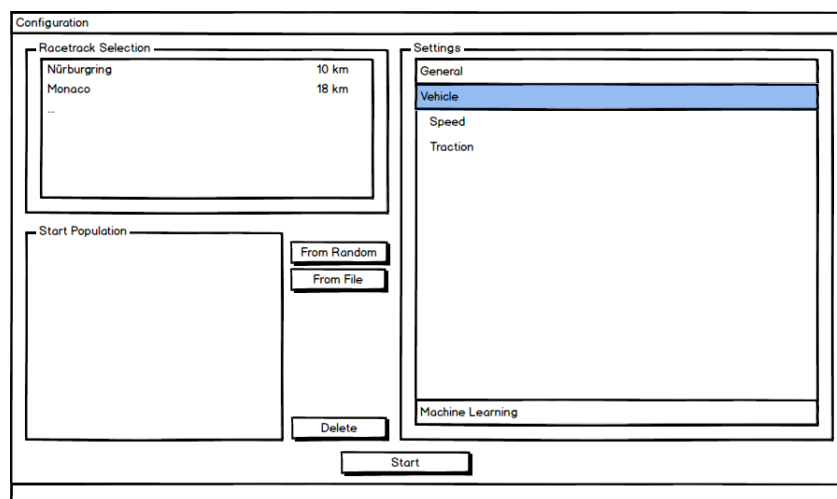 Configuration
Racetrack Selection
Nürburgring 10 km
Monaco 18 km
...
Start Population
From Random
From File
Delete
Settings
General
Vehicle
Speed
Traction
Machine Learning
Start